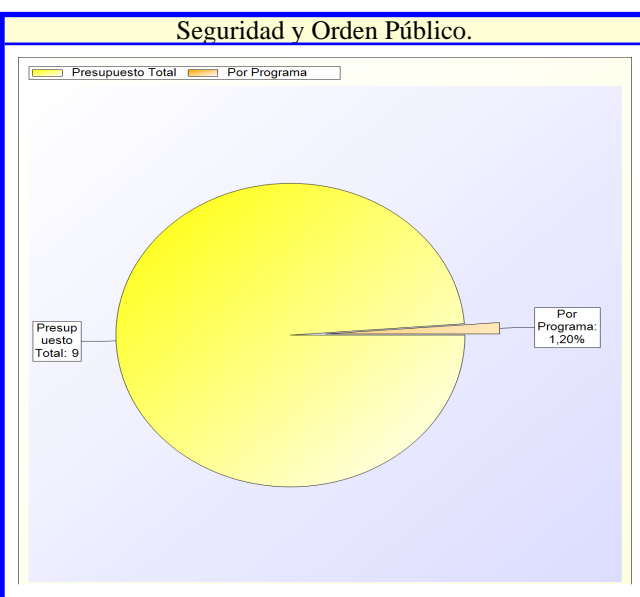 Seguridad y Orden Público.
Presupuesto Total Por Programa
Presup
uesto
Total: 9
Por
Programa:
1,20%